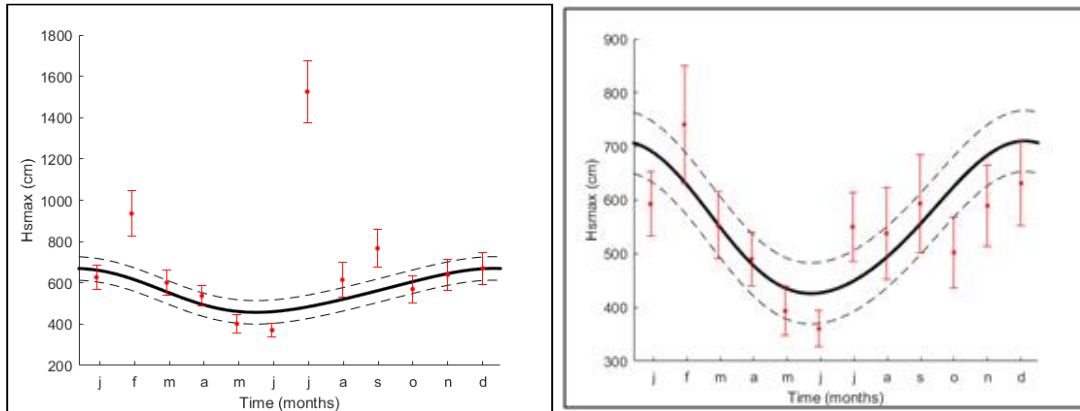 1800
1600
1400
1200
1000
800
600
400
200
Hsmax (cm)
j f m a m j j a s o n d
Time (months)
900
800
700
600
500
400
300
Hsmax (cm)
j f m a m j j a s o n d
Time (months)